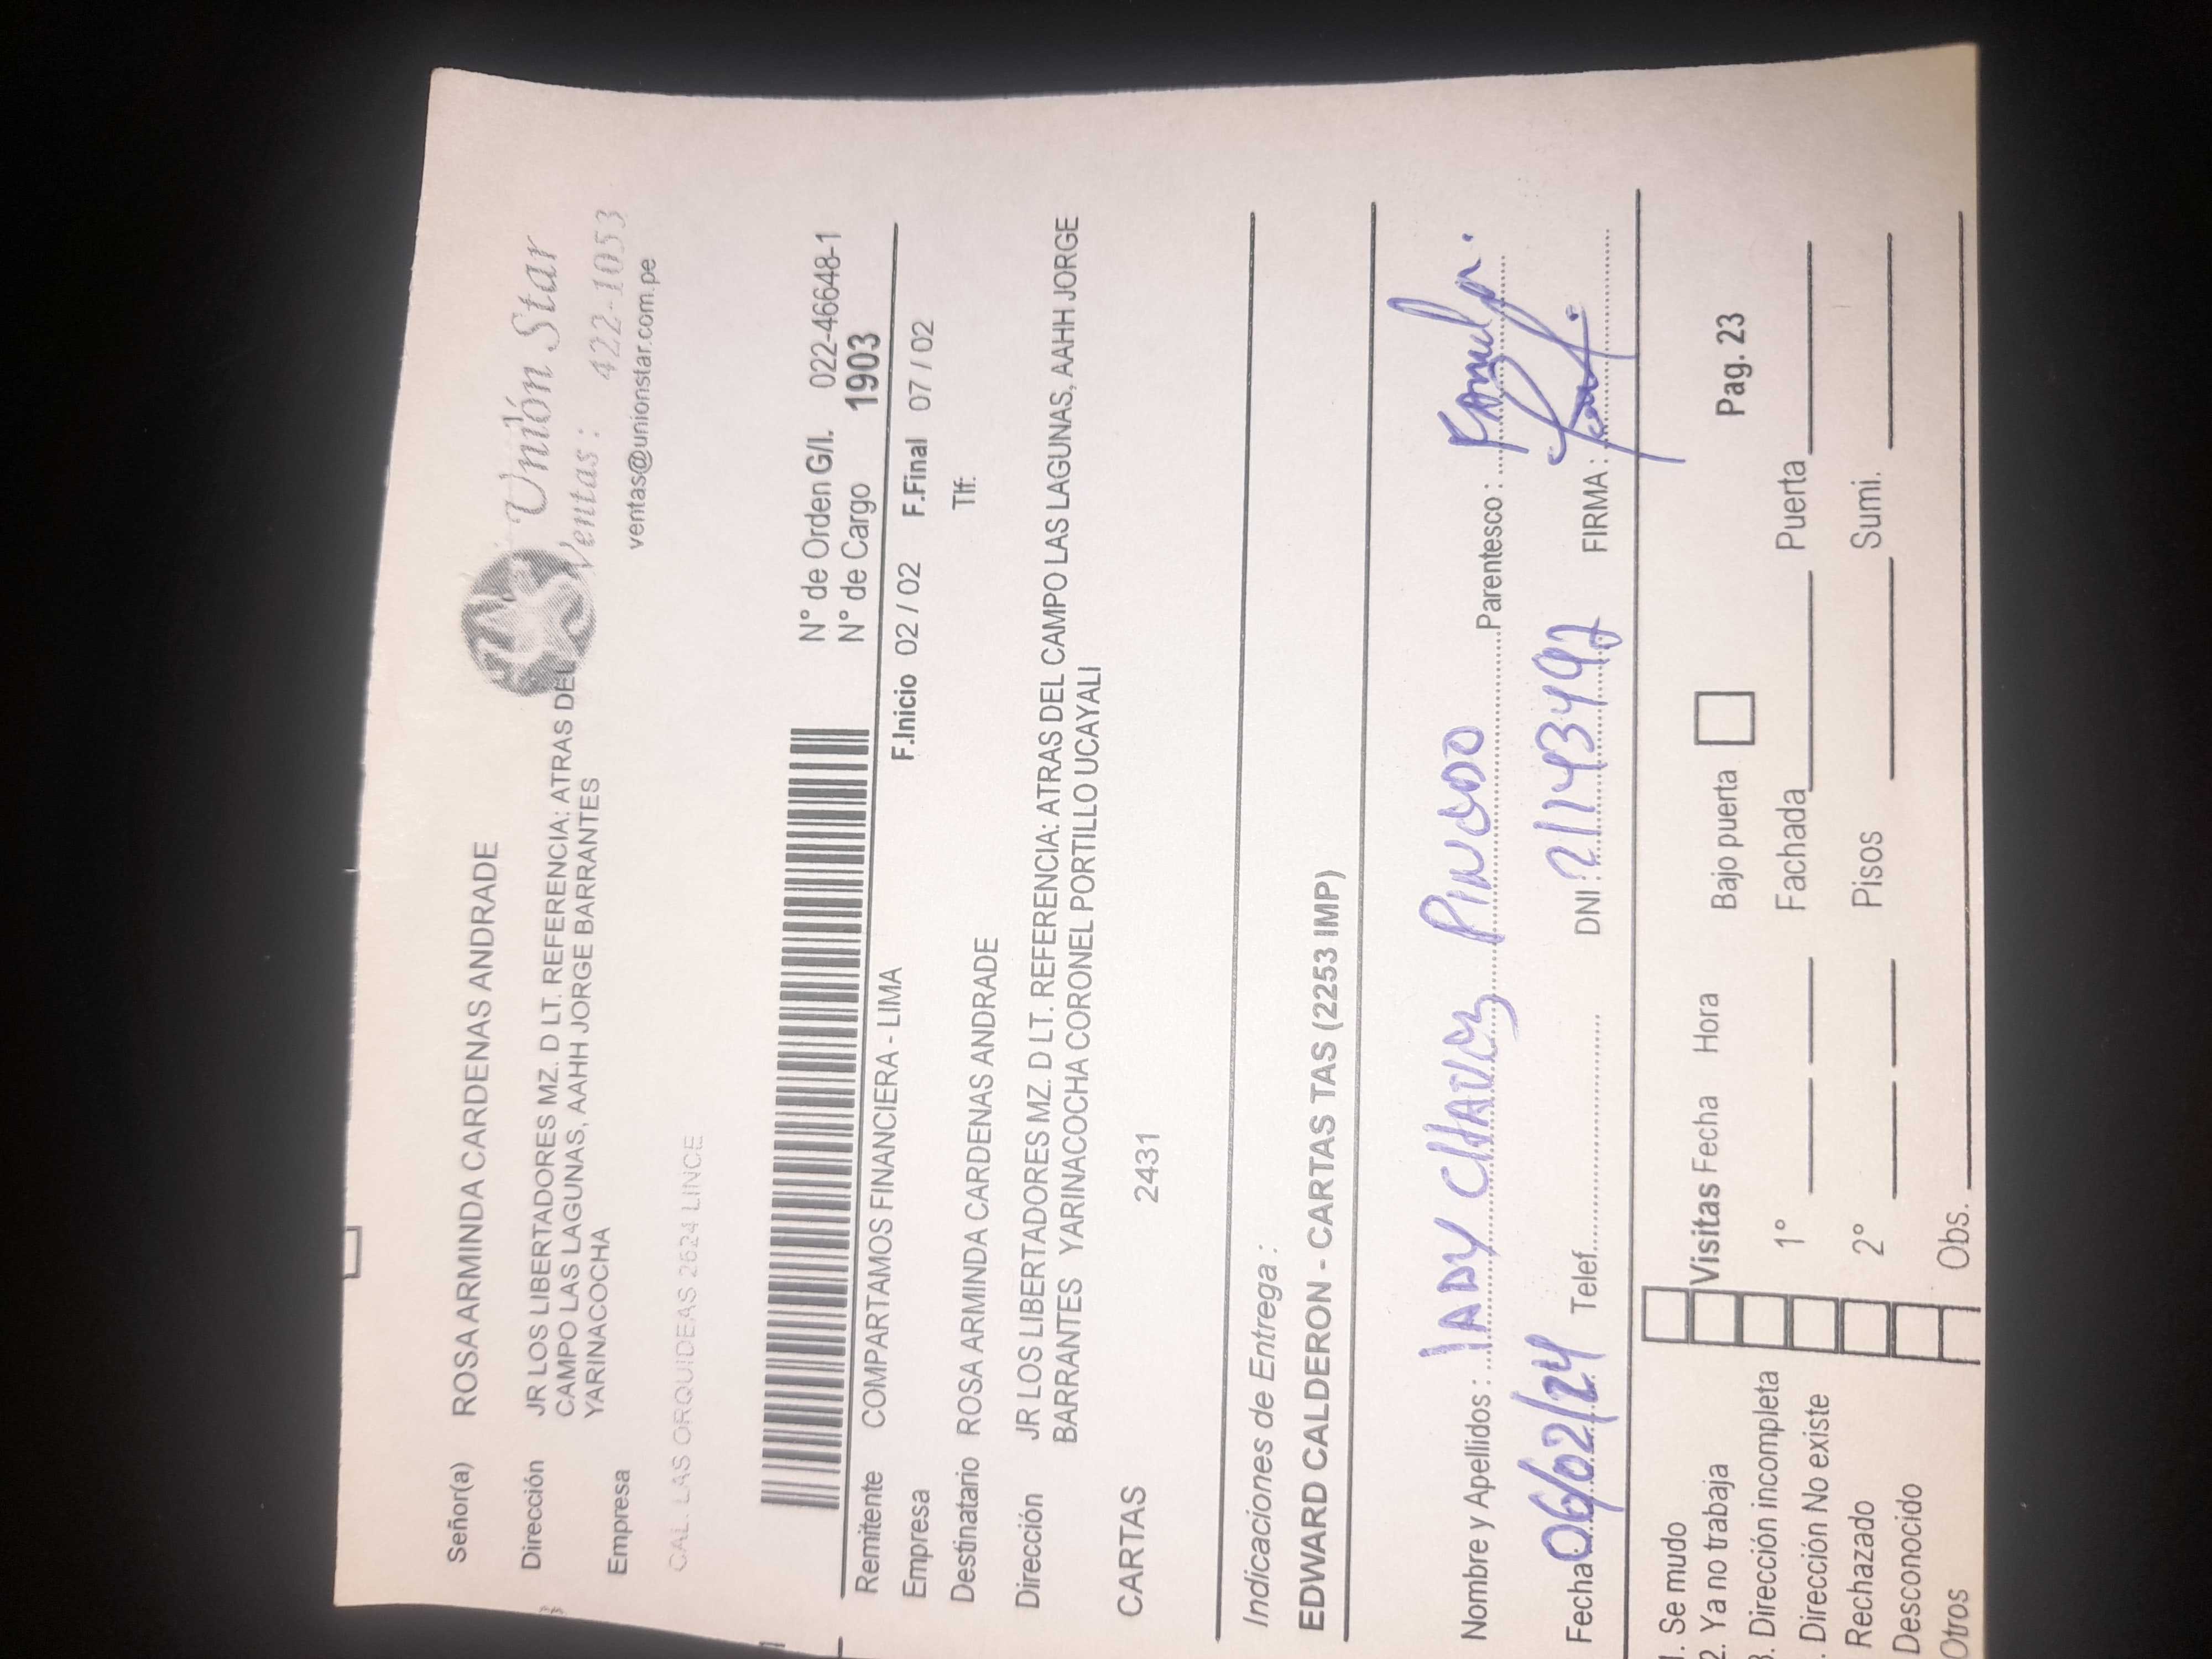 Señor(a) ROSA ARMINDA CARDENAS ANDRADE
Unión Star
Ventas : 422-1053
ventas@unionstar.com.pe
Dirección JR LOS LIBERTADORES MZ. D LT. REFERENCIA: ATRAS DEL
CAMPO LAS LAGUNAS, AAHH JORGE BARRANTES
YARINACOCHA
Empresa
CAL. LAS ORQUIDEAS 2624 LINCE
N° de Orden G/I. 022-46648-1
N° de Cargo 1903
Remitente COMPARTAMOS FINANCIERA - LIMA
F.Inicio 02 / 02 F.Final 07 / 02
Empresa
Destinatario ROSA ARMINDA CARDENAS ANDRADE Tlf:
Dirección JR LOS LIBERTADORES MZ. D LT. REFERENCIA: ATRAS DEL CAMPO LAS LAGUNAS, AAHH JORGE
BARRANTES YARINACOCHA CORONEL PORTILLO UCAYALI
CARTAS 2431
Indicaciones de Entrega :
EDWARD CALDERON - CARTAS TAS (2253 IMP)
Nombre y Apellidos : IADY CHAVEZ PINEDO Parentesco :
Fecha 06/02/24 Telef. DNI : FIRMA :
1. Se mudo
2. Ya no trabaja Visitas Fecha Hora Bajo puerta Pag. 23
3. Dirección incompleta
. Dirección No existe 1° Fachada Puerta
Rechazado 2° Pisos Sumi.
Desconocido
Otros Obs.